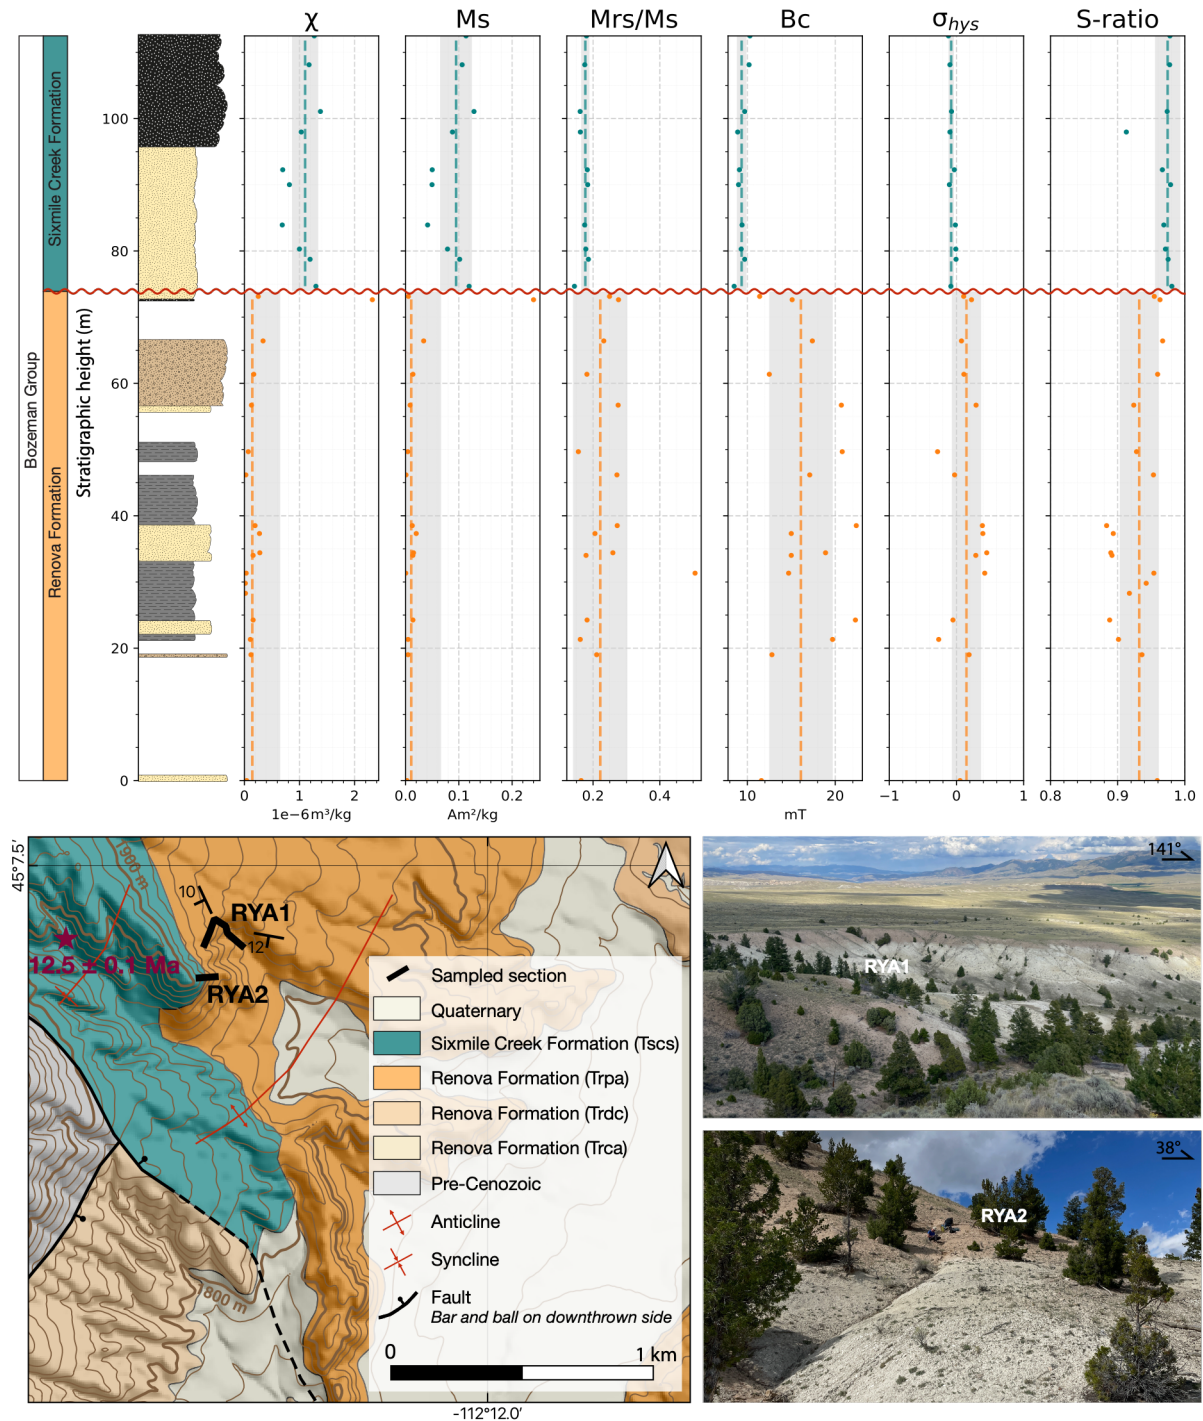 χ
Ms
Mrs/Ms
Bc
σhys
S-ratio
Bozeman Group
Sixmile Creek Formation
Renova Formation
Stratigraphic height (m)
100
80
60
40
20
0
0 1 2
1e−6m³/kg
0.0 0.1 0.2
Am²/kg
0.2 0.4
10 20
mT
−1 0 1
0.8 0.9 1.0
45°7.5′
1900 m
10
RYA1
12
12.5 ± 0.1 Ma
RYA2
Sampled section
Quaternary
Sixmile Creek Formation (Tscs)
Renova Formation (Trpa)
Renova Formation (Trdc)
Renova Formation (Trca)
Pre-Cenozoic
Anticline
Syncline
Fault
Bar and ball on downthrown side
1800 m
0 1 km
-112°12.0′
141°
RYA1
38°
RYA2